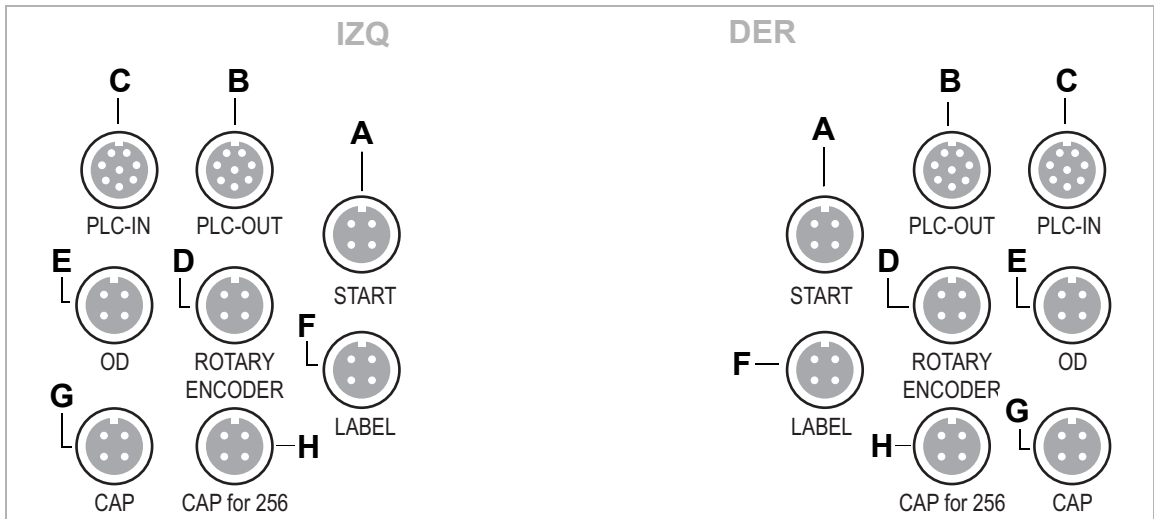 IZQ DER
C B B C
A A
PLC-IN PLC-OUT PLC-OUT PLC-IN
E D D E
START START
F
OD ROTARY ENCODER ROTARY ENCODER OD
F
G LABEL LABEL G
H H
CAP CAP for 256 CAP for 256 CAP